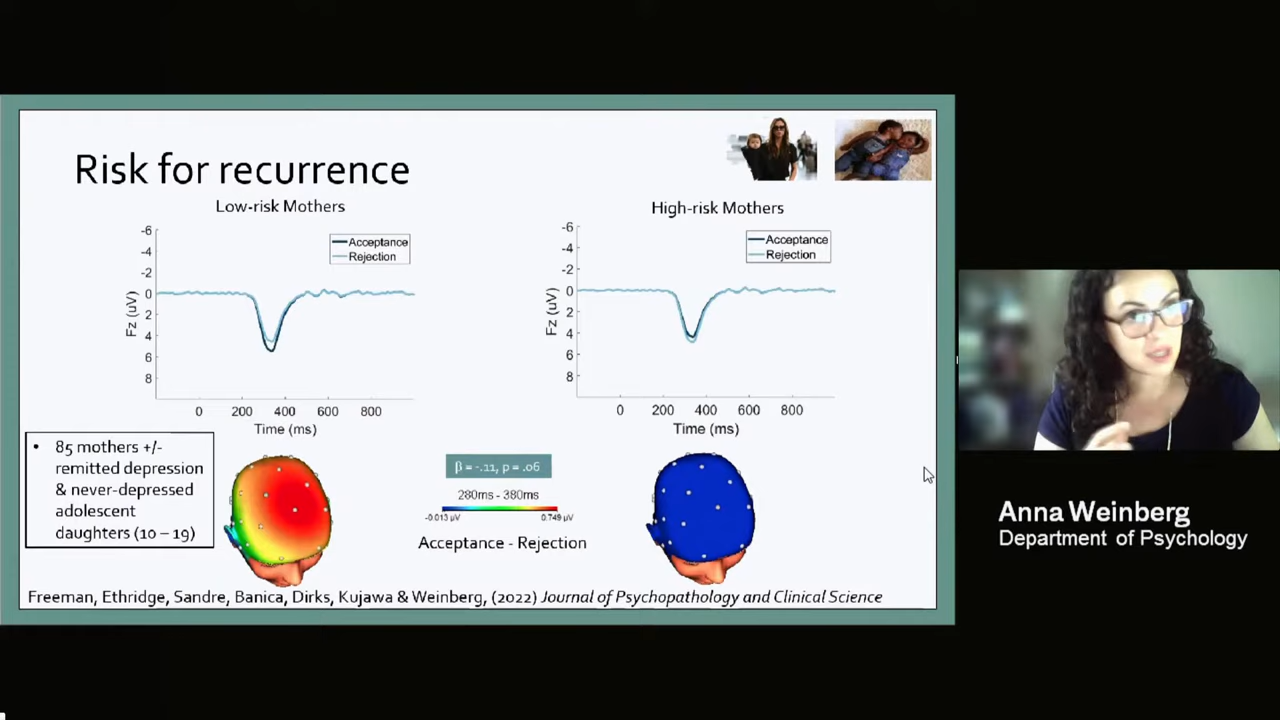 Risk for recurrence
Low-risk Mothers
-6
-4
-2
0
2
4
6
8
Fz (uV)
Acceptance
Rejection
0 200 400 600 800
Time (ms)
High-risk Mothers
-6
-4
-2
0
2
4
6
8
Fz (uV)
Acceptance
Rejection
0 200 400 600 800
Time (ms)
• 85 mothers +/-
remitted depression
& never-depressed
adolescent
daughters (10 – 19)
β = -.11, p = .06
280ms - 380ms
-0.013 μV 0.749 μV
Acceptance - Rejection
Freeman, Ethridge, Sandre, Banica, Dirks, Kujawa & Weinberg, (2022) Journal of Psychopathology and Clinical Science
Anna Weinberg
Department of Psychology